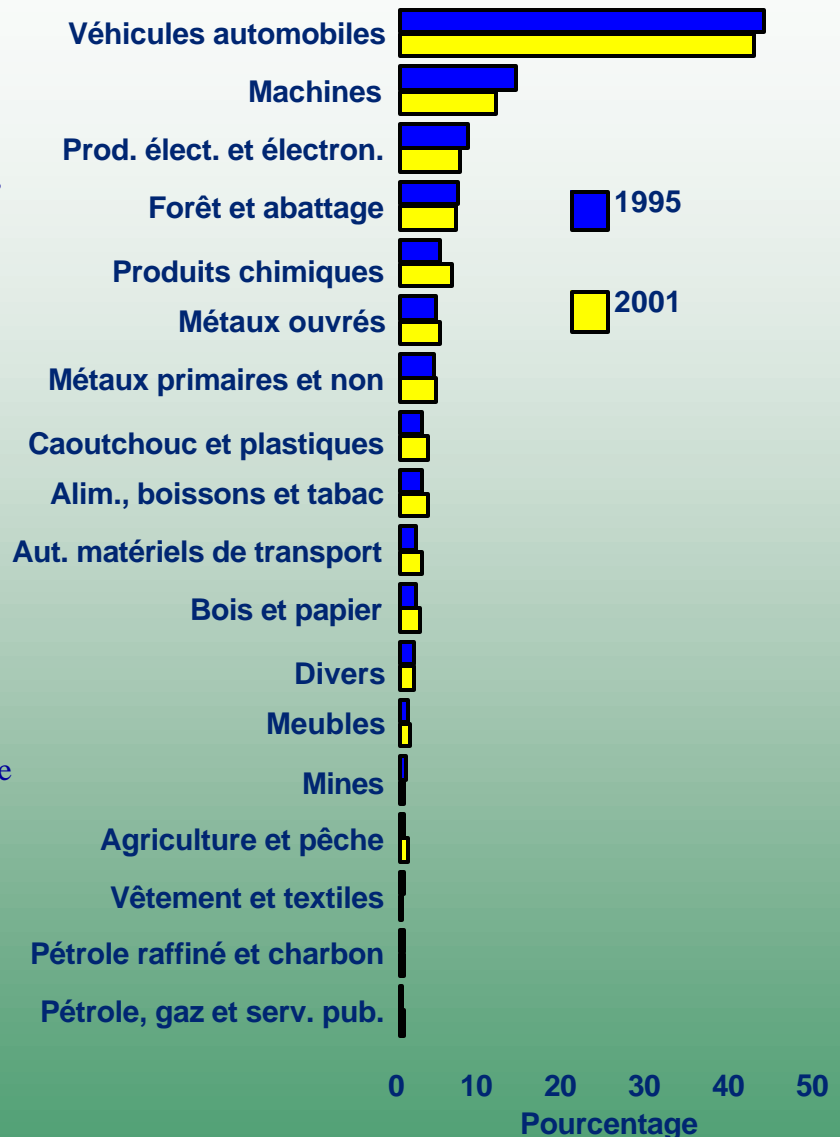 Véhicules automobiles
Machines
Prod. élect. et électron.
Forêt et abattage
1995
Produits chimiques
2001
Métaux ouvrés
Métaux primaires et non
Caoutchouc et plastiques
Alim., boissons et tabac
Aut. matériels de transport
Bois et papier
Divers
Meubles
e
Mines
Agriculture et pêche
Vêtement et textiles
Pétrole raffiné et charbon
Pétrole, gaz et serv. pub.
0 10 20 30 40 50
Pourcentage